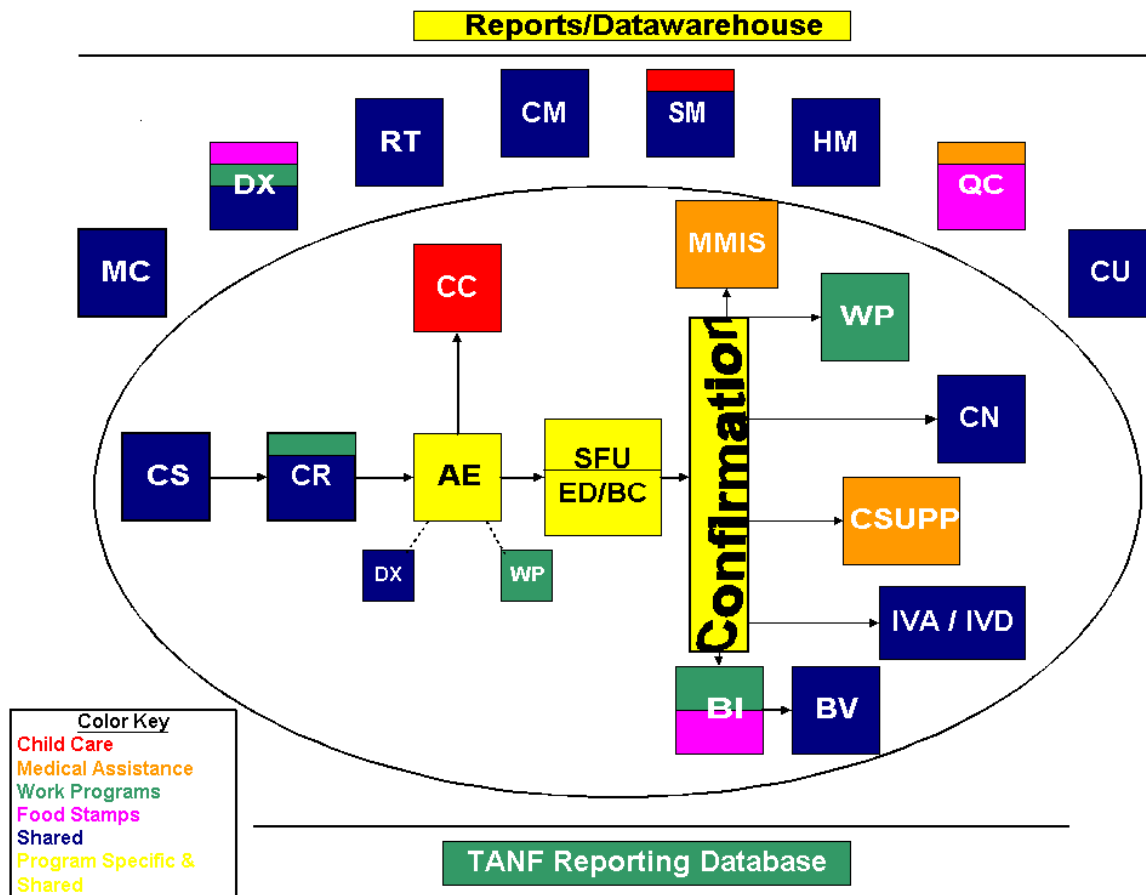 Reports/Datawarehouse
CM
SM
RT
HM
DX
QC
MC
CU
MMIS
CC
WP
Confirmation
CN
CS
CR
AE
SFU
ED/BC
CSUPP
DX
WP
IVA / IVD
BI
BV
Color Key
Child Care
Medical Assistance
Work Programs
Food Stamps
Shared
Program Specific &
Shared
TANF Reporting Database